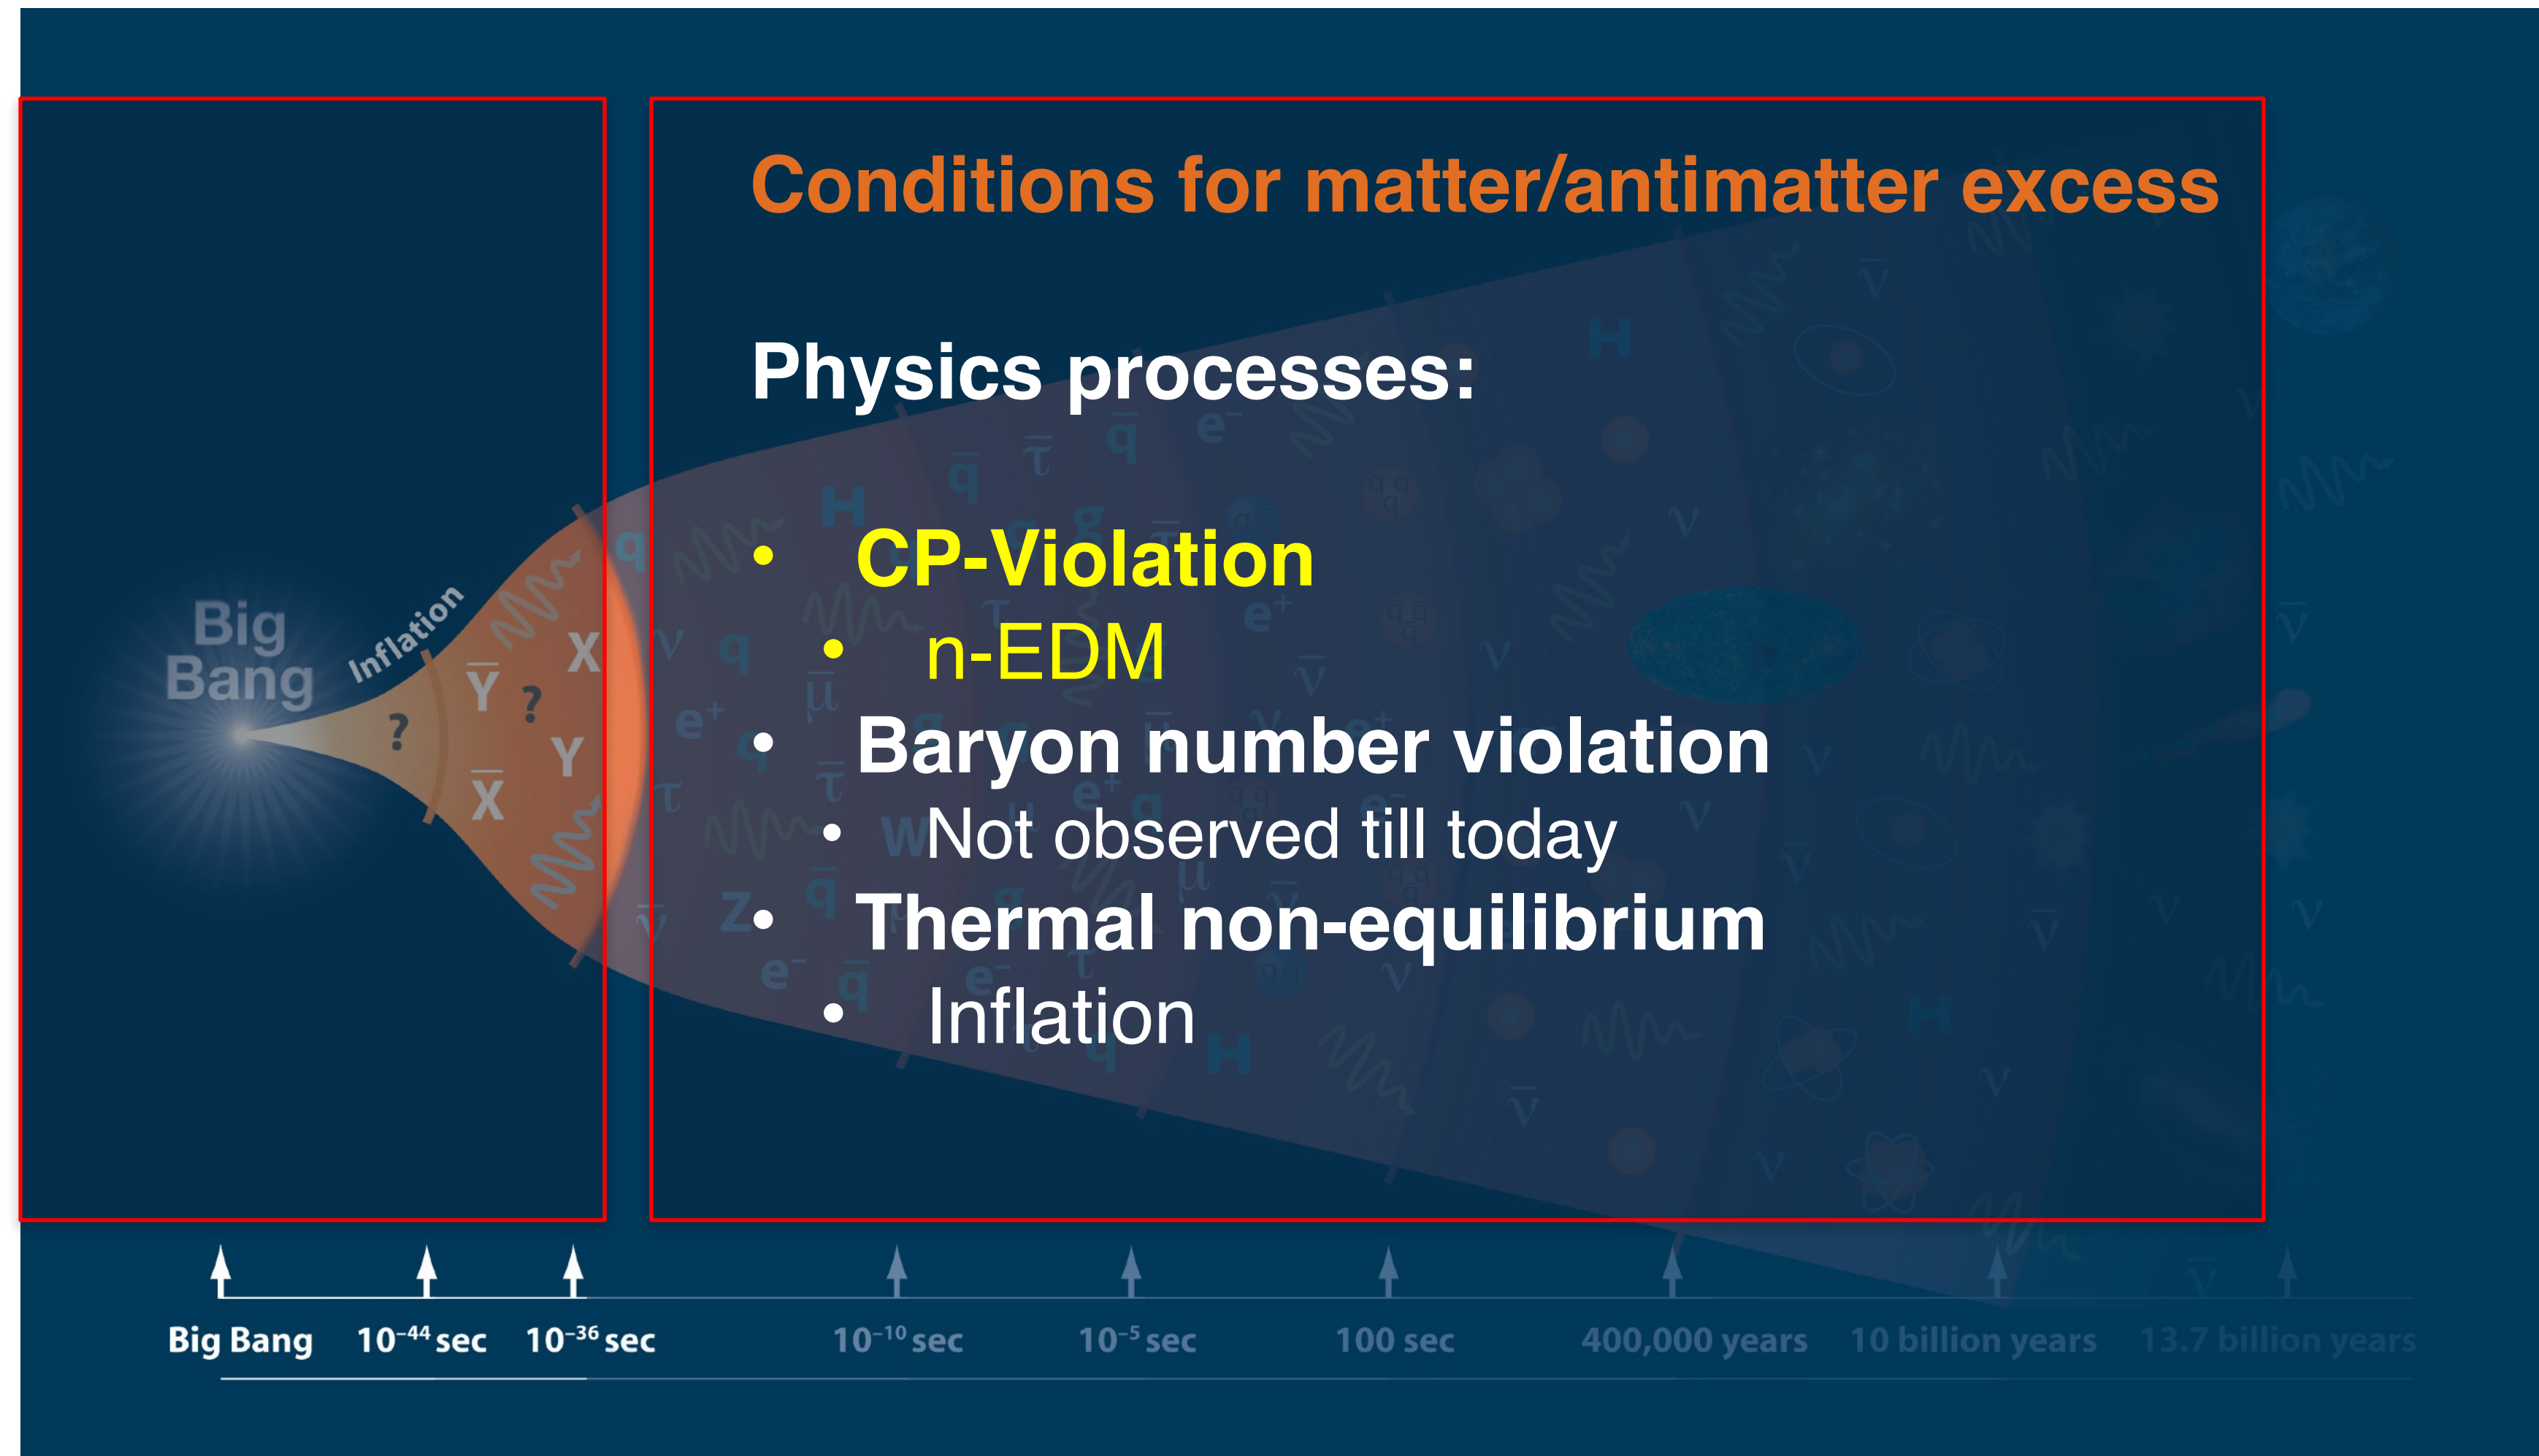 Conditions for matter/antimatter excess
Physics processes:
• CP-Violation
• n-EDM
• Baryon number violation
• Not observed till today
• Thermal non-equilibrium
• Inflation
Big
Bang
Inflation
?
Y̅
?
X
Y
X̅
Big Bang
10⁻⁴⁴ sec
10⁻³⁶ sec
10⁻¹⁰ sec
10⁻⁵ sec
100 sec
400,000 years
10 billion years
13.7 billion years